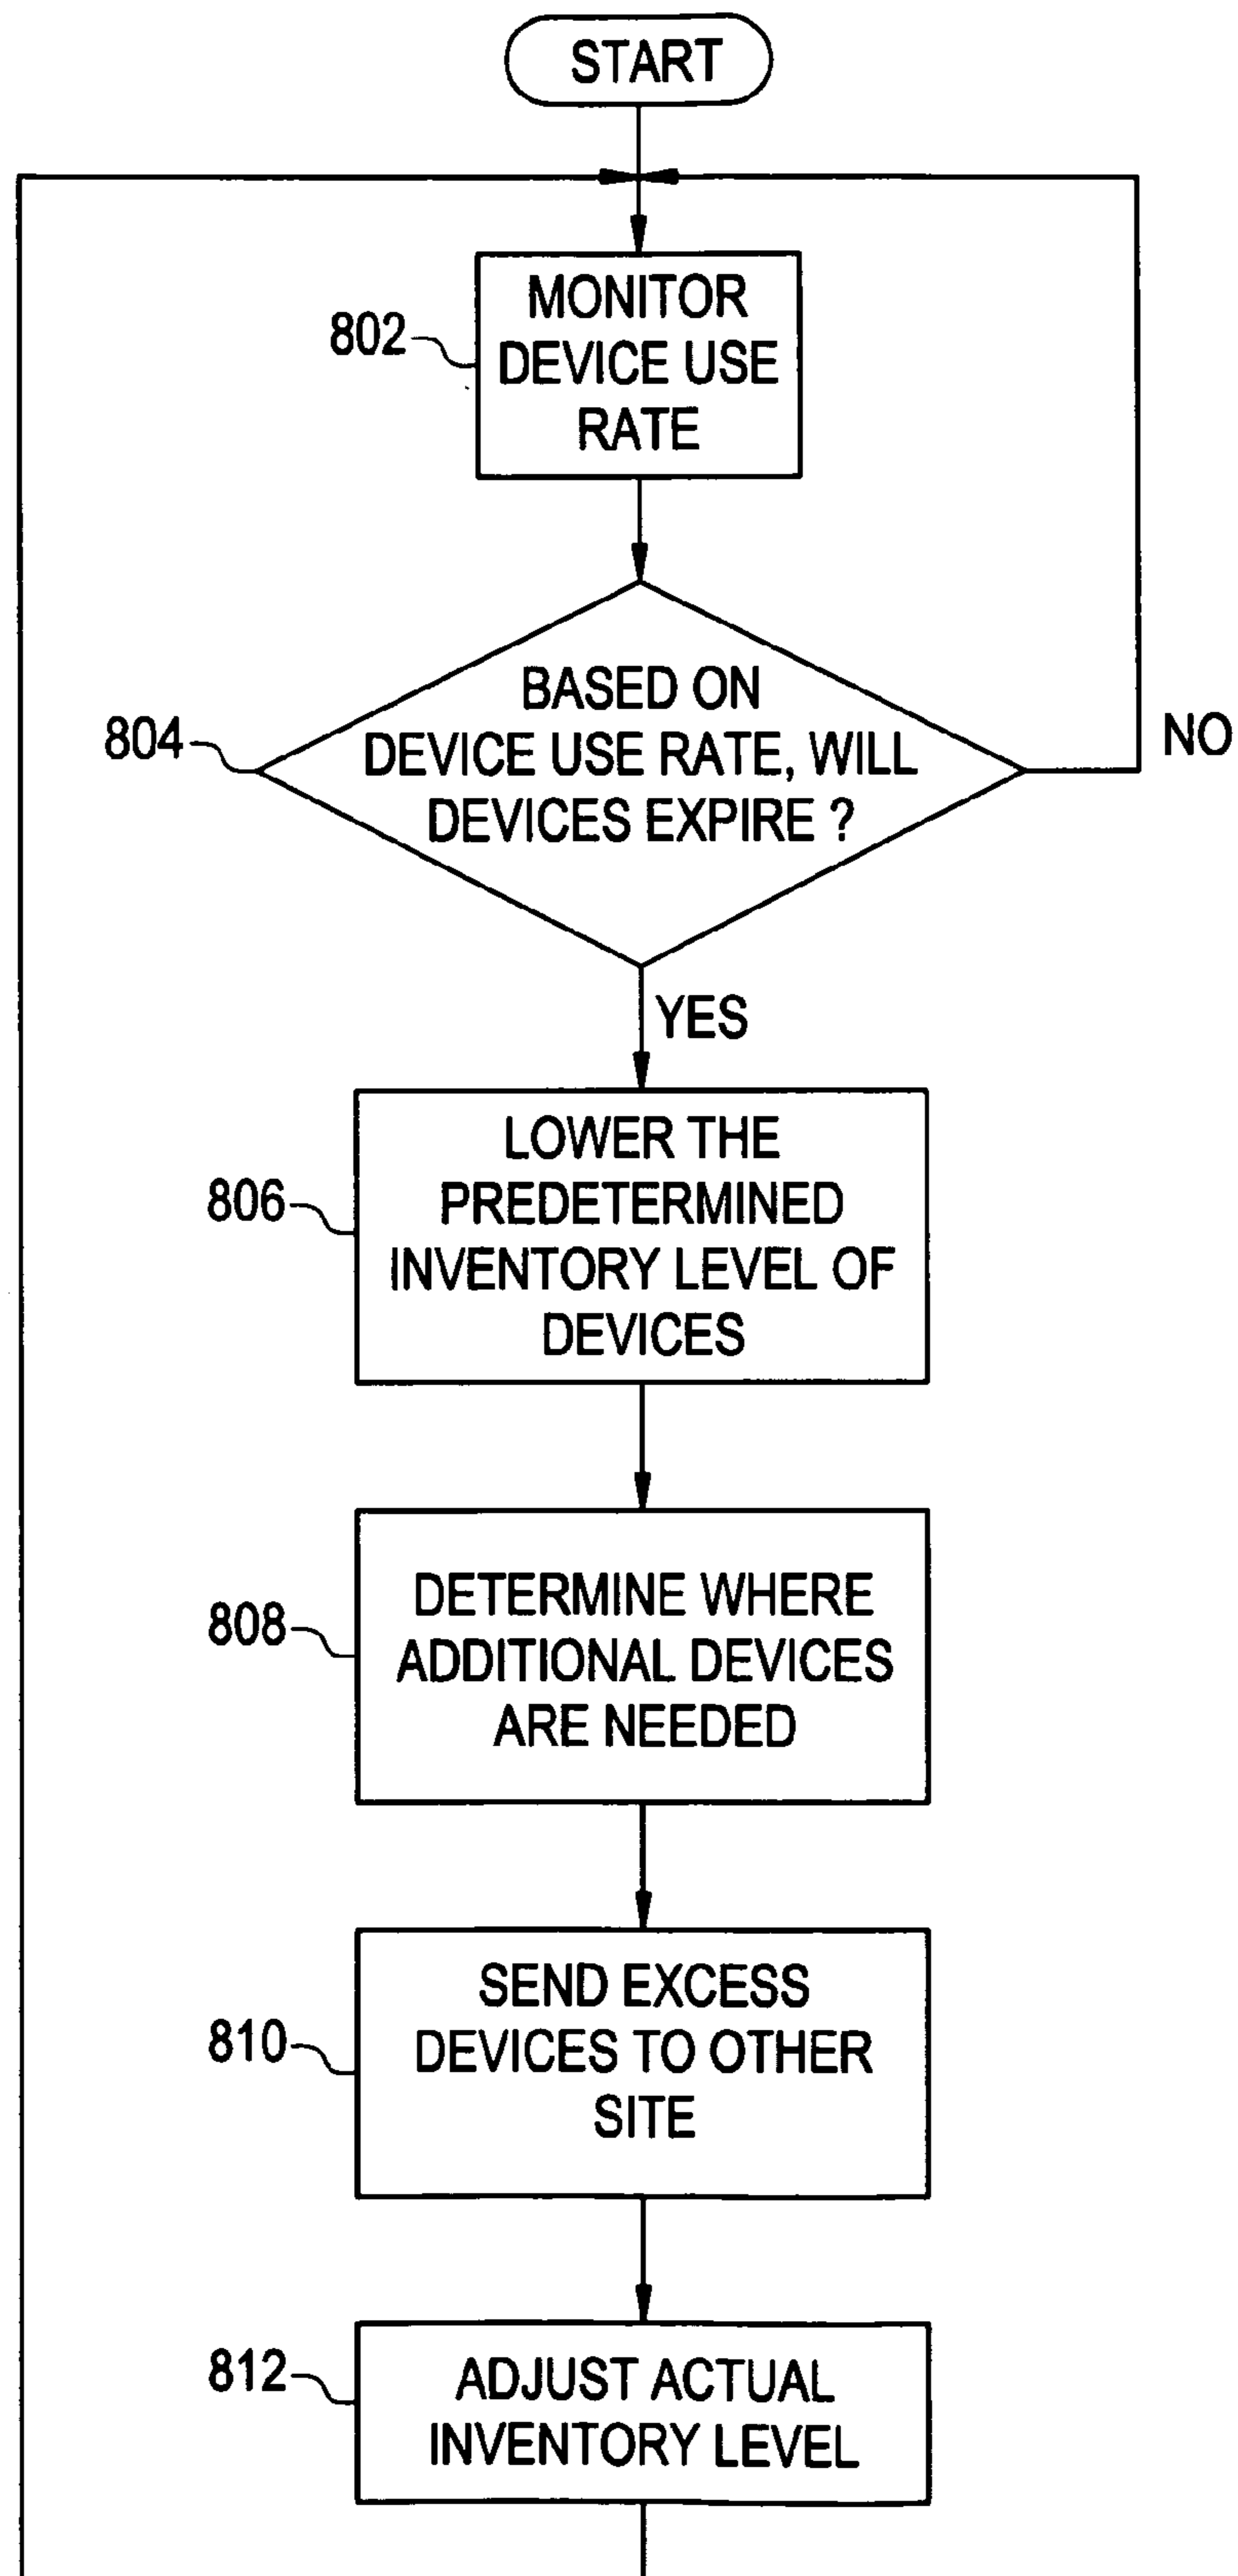 START
802
MONITOR
DEVICE USE
RATE
804
BASED ON
DEVICE USE RATE, WILL
DEVICES EXPIRE ?
NO
YES
806
LOWER THE
PREDETERMINED
INVENTORY LEVEL OF
DEVICES
808
DETERMINE WHERE
ADDITIONAL DEVICES
ARE NEEDED
810
SEND EXCESS
DEVICES TO OTHER
SITE
812
ADJUST ACTUAL
INVENTORY LEVEL